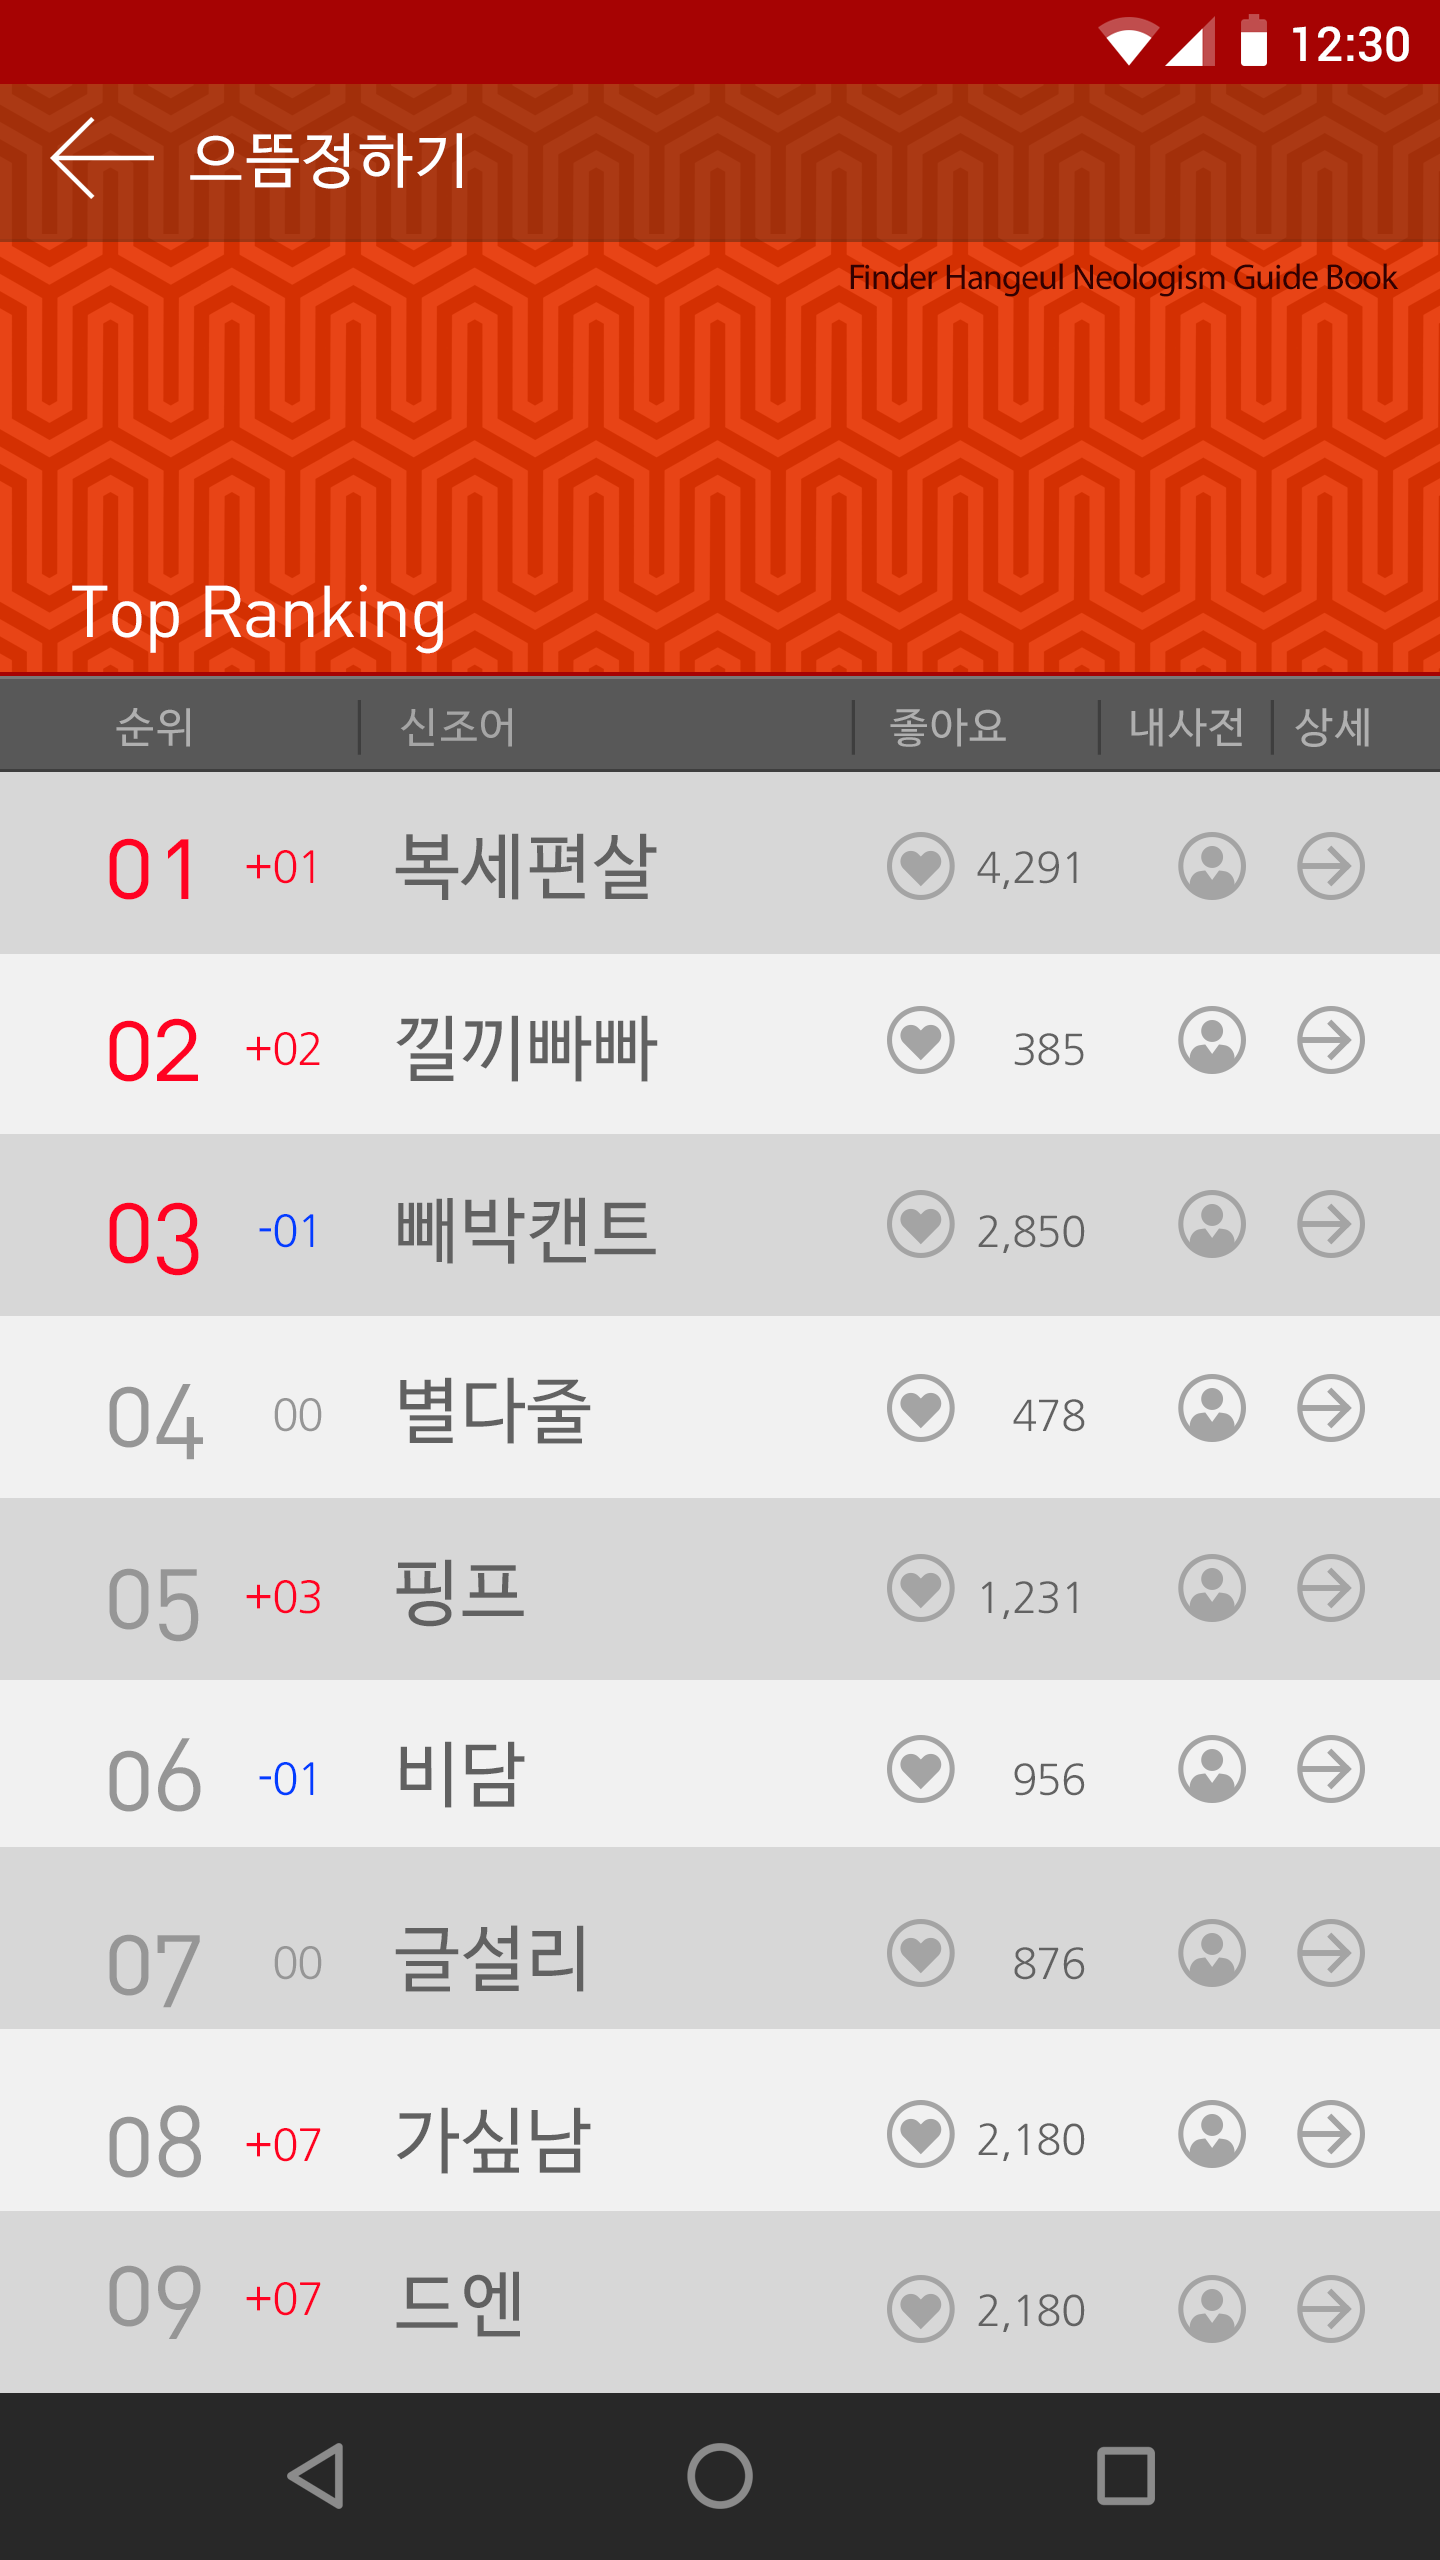 12:30
으뜸정하기
Finder Hangeul Neologism Guide Book
Top Ranking
순위 신조어 좋아요 내사전 상세
01 +01 복세편살 4,291
02 +02 낄끼빠빠 385
03 -01 빼박캔트 2,850
04 00 별다줄 478
05 +03 핑프 1,231
06 -01 비담 956
07 00 글설리 876
08 +07 가싶남 2,180
09 +07 드엔 2,180